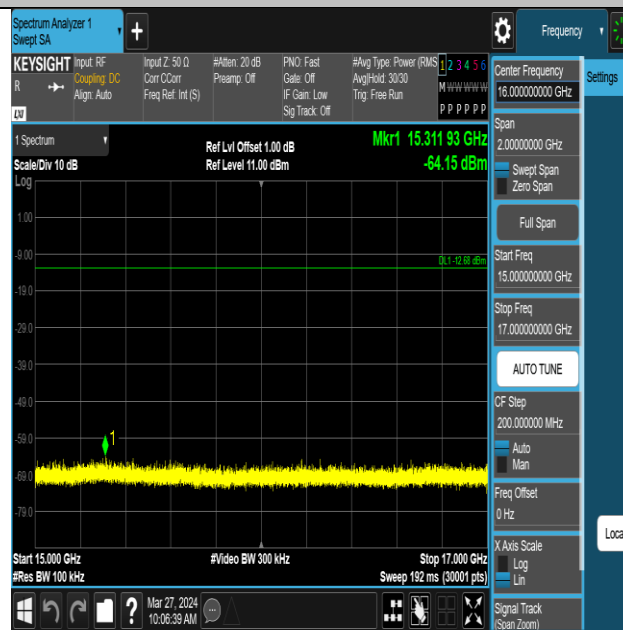 Spectrum Analyzer 1
Swept SA
Frequency
KEYSIGHT
R
LXI
Input: RF
Coupling: DC
Align: Auto
Input Z: 50 Ω
Corr CCorr
Freq Ref: Int (S)
#Atten: 20 dB
Preamp: Off
PNO: Fast
Gate: Off
IF Gain: Low
Sig Track: Off
#Avg Type: Power (RMS
Avg|Hold: 30/30
Trig: Free Run
1 2 3 4 5 6
M W W W W W
P P P P P P
Center Frequency
16.000000000 GHz
Settings
Span
2.00000000 GHz
Swept Span
Zero Span
Full Span
Start Freq
15.000000000 GHz
Stop Freq
17.000000000 GHz
AUTO TUNE
CF Step
200.000000 MHz
Auto
Man
Freq Offset
0 Hz
X Axis Scale
Log
Lin
Signal Track
(Span Zoom)
Loca
1 Spectrum
Scale/Div 10 dB
Log
Ref Lvl Offset 1.00 dB
Ref Level 11.00 dBm
Mkr1 15.311 93 GHz
-64.15 dBm
1.00
-9.00
DL1 -12.68 dBm
-19.0
-29.0
-39.0
-49.0
-59.0
1
-69.0
-79.0
Start 15.000 GHz
#Res BW 100 kHz
#Video BW 300 kHz
Stop 17.000 GHz
Sweep 192 ms (30001 pts)
?
Mar 27, 2024
10:06:39 AM